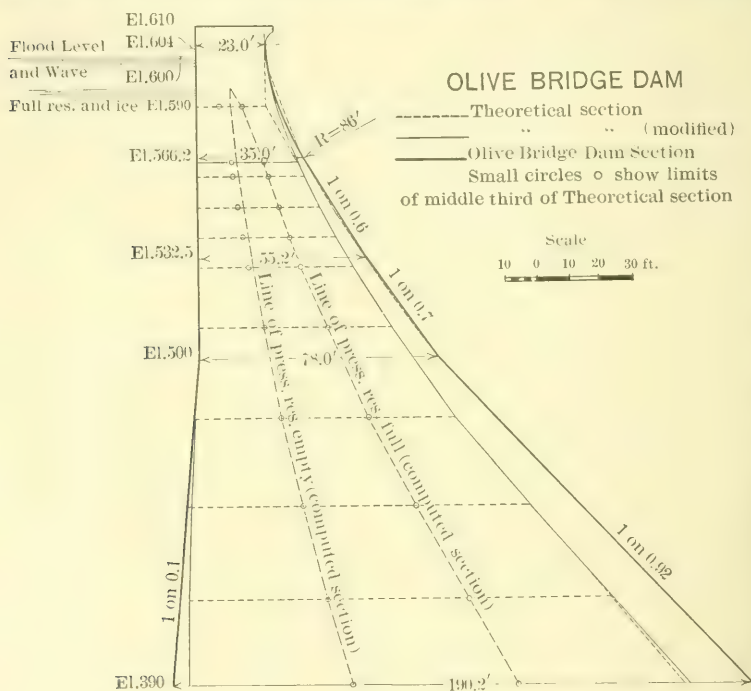 El.610
Flood Level El.604
and Wave El.600
Full res. and ice El.590
23.0'
R=86'
El.566.2
35.0'
1 on 0.6
El.532.5
55.2'
1 on 0.7
El.500
78.0'
Line of press. res. empty (computed section)
Line of press. res. full (computed section)
1 on 0.92
1 on 0.1
El.390
190.2'
OLIVE BRIDGE DAM
Theoretical section
" " (modified)
Olive Bridge Dam Section
Small circles o show limits
of middle third of Theoretical section
Scale
10 0 10 20 30 ft.